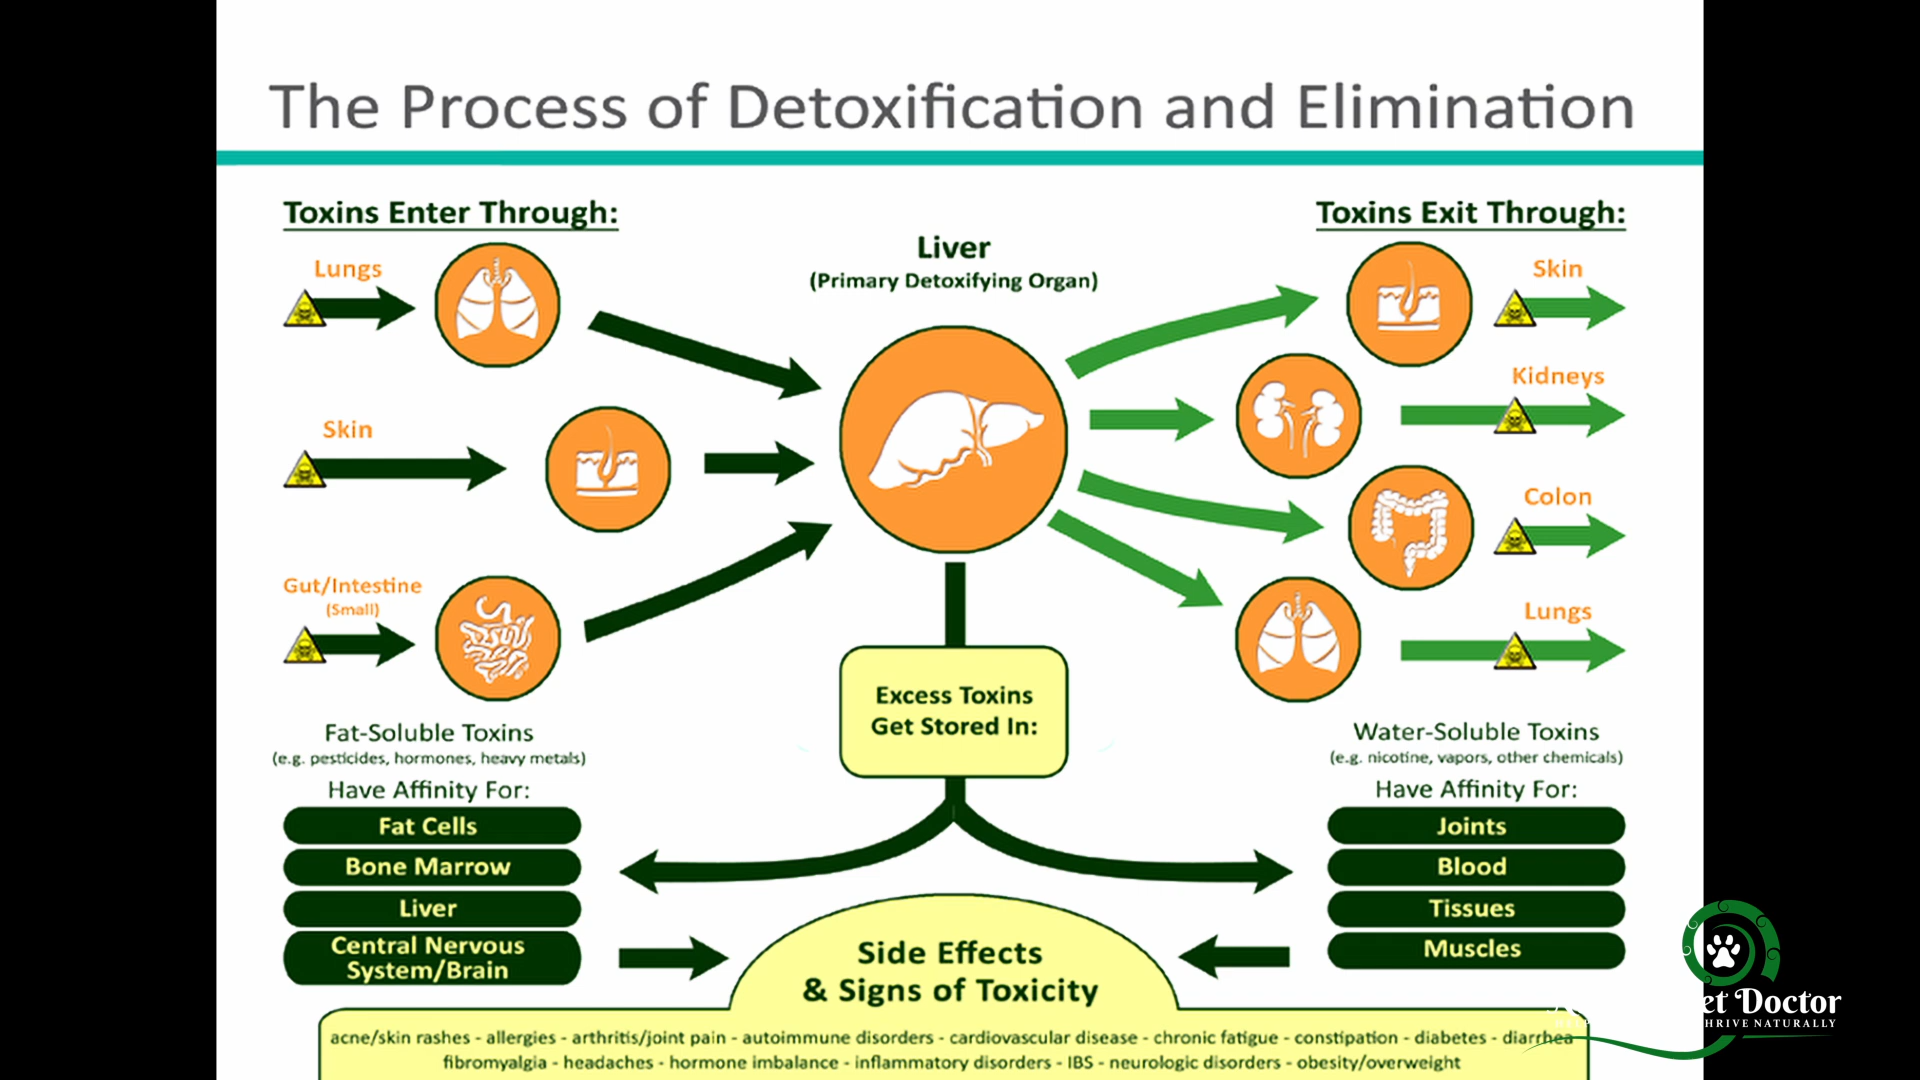 The Process of Detoxification and Elimination
Toxins Enter Through:
Lungs
Skin
Gut/Intestine
(Small)
Liver
(Primary Detoxifying Organ)
Toxins Exit Through:
Skin
Kidneys
Colon
Lungs
Excess Toxins
Get Stored In:
Fat-Soluble Toxins
(e.g. pesticides, hormones, heavy metals)
Have Affinity For:
Fat Cells
Bone Marrow
Liver
Central Nervous
System/Brain
Water-Soluble Toxins
(e.g. nicotine, vapors, other chemicals)
Have Affinity For:
Joints
Blood
Tissues
Muscles
Side Effects
& Signs of Toxicity
acne/skin rashes - allergies - arthritis/joint pain - autoimmune disorders - cardiovascular disease - chronic fatigue - constipation - diabetes - diarrhea
fibromyalgia - headaches - hormone imbalance - inflammatory disorders - IBS - neurologic disorders - obesity/overweight
Doctor
NATURALLY